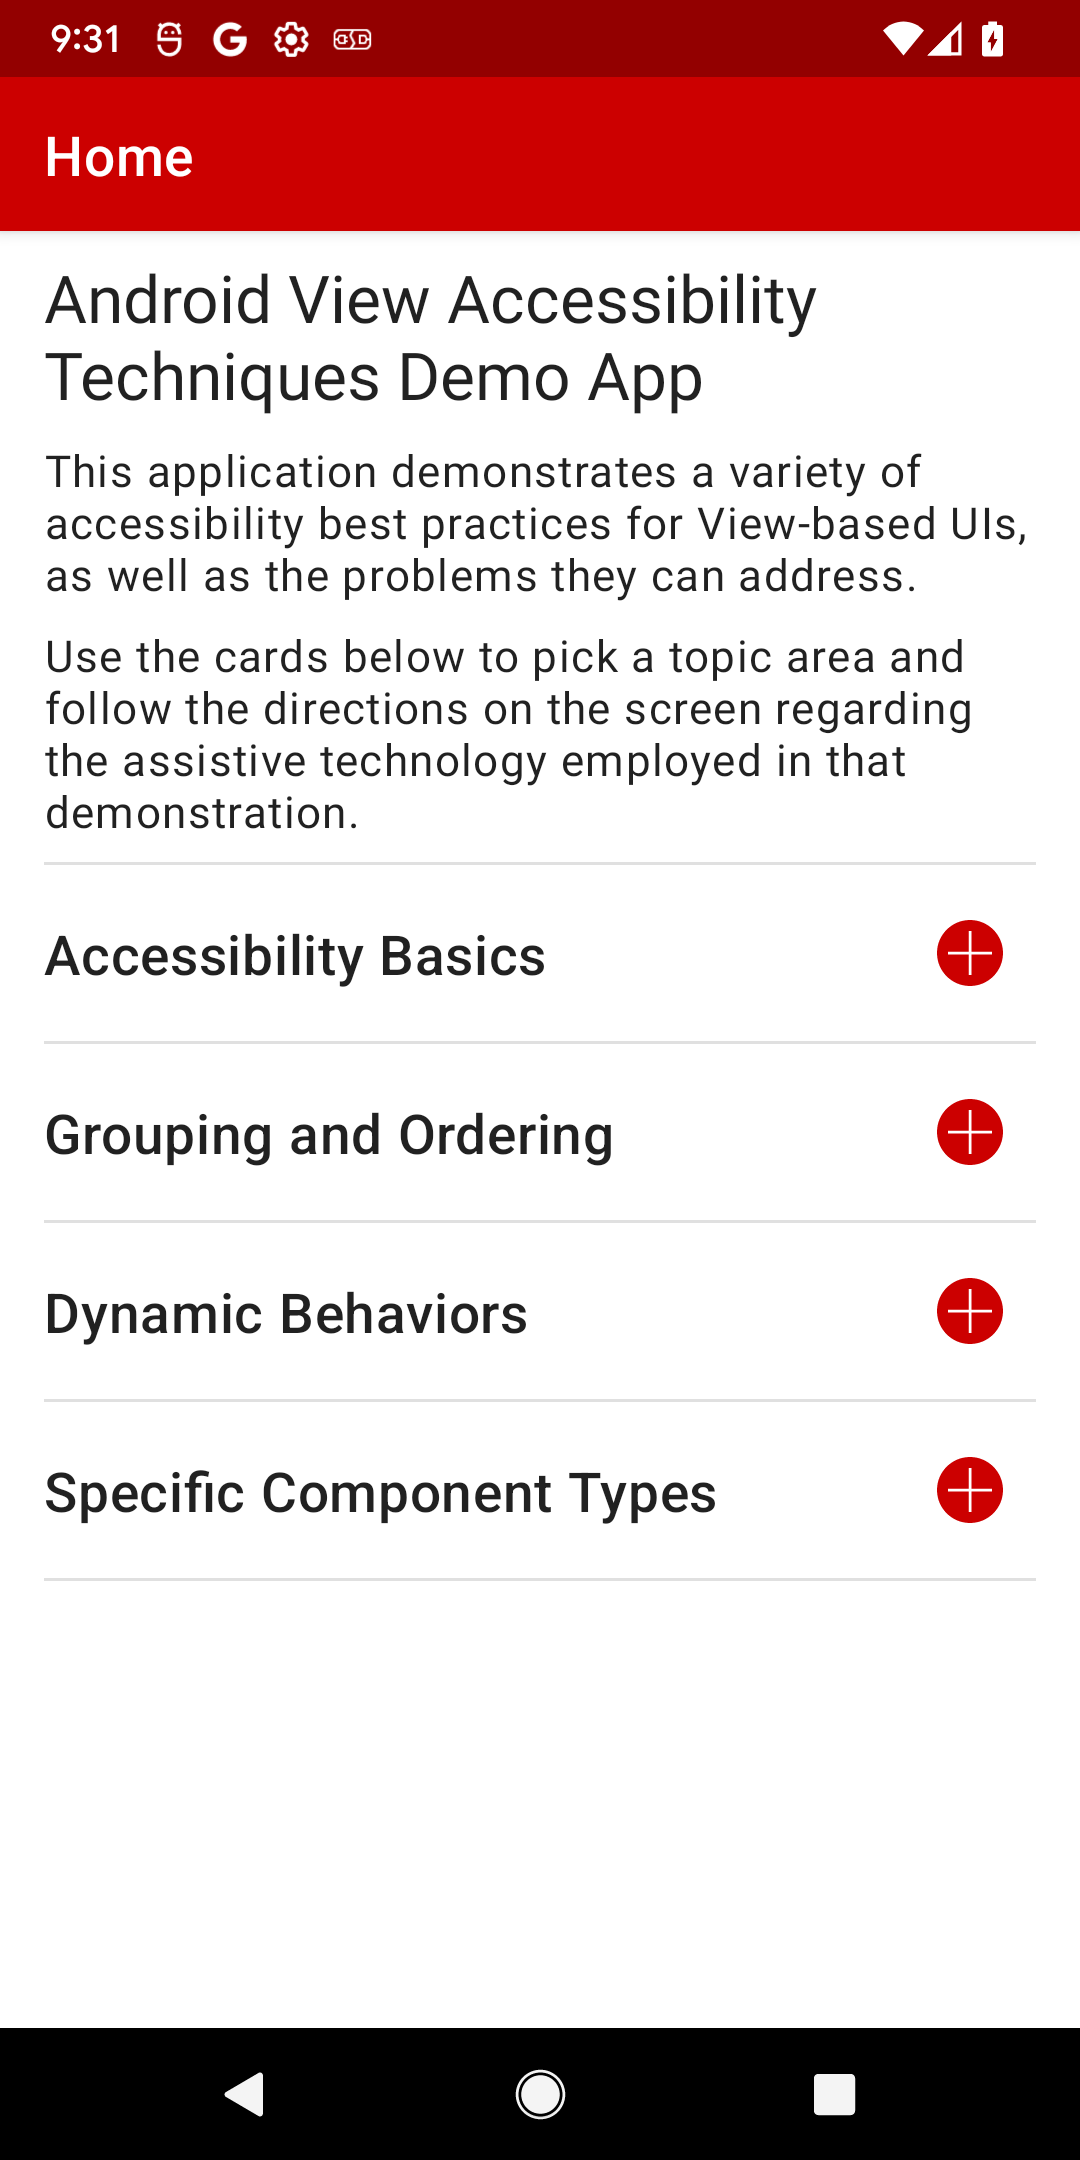 9:31
Home
Android View Accessibility
Techniques Demo App
This application demonstrates a variety of
accessibility best practices for View-based UIs,
as well as the problems they can address.
Use the cards below to pick a topic area and
follow the directions on the screen regarding
the assistive technology employed in that
demonstration.
Accessibility Basics
Grouping and Ordering
Dynamic Behaviors
Specific Component Types